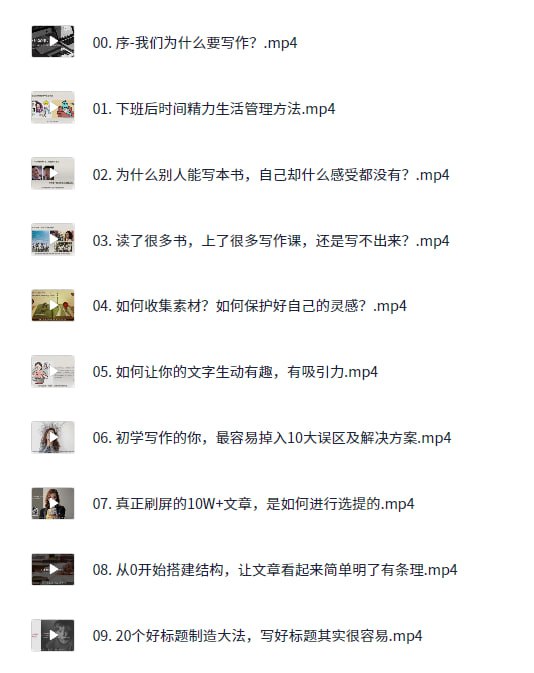 00. 序-我们为什么要写作？.mp4
01. 下班后时间精力生活管理方法.mp4
02. 为什么别人能写本书，自己却什么感受都没有？.mp4
03. 读了很多书，上了很多写作课，还是写不出来？.mp4
04. 如何收集素材？如何保护好自己的灵感？.mp4
05. 如何让你的文字生动有趣，有吸引力.mp4
06. 初学写作的你，最容易掉入10大误区及解决方案.mp4
07. 真正刷屏的10W+文章，是如何进行选提的.mp4
08. 从0开始搭建结构，让文章看起来简单明了有条理.mp4
09. 20个好标题制造大法，写好标题其实很容易.mp4